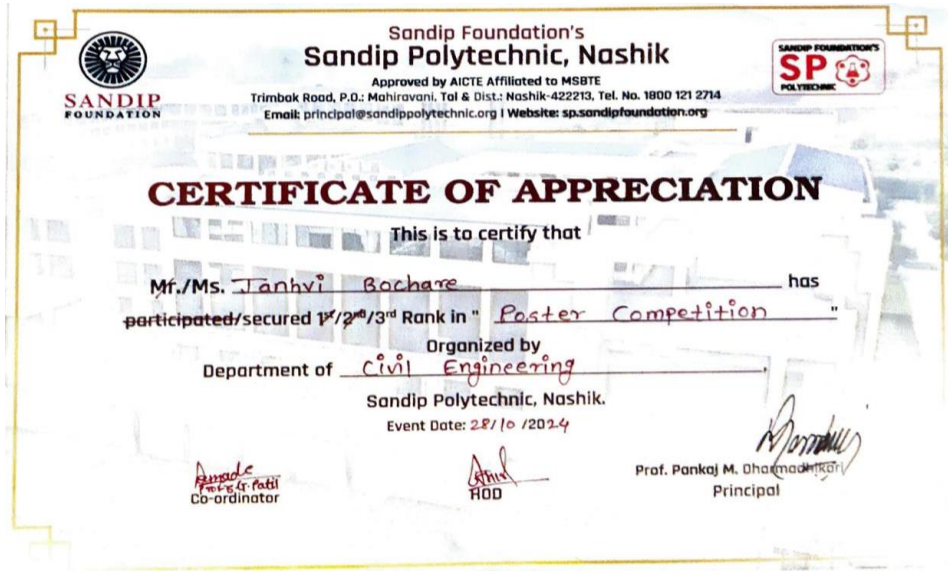 SANDIP
FOUNDATION
Sandip Foundation's
Sandip Polytechnic, Nashik
Approved by AICTE Affiliated to MSBTE
Trimbak Road, P.O.: Mahiravani, Tal & Dist.: Nashik-422213, Tel. No. 1800 121 2714
Email: principal@sandippolytechnic.org | Website: sp.sandipfoundation.org
SANDIP FOUNDATION'S
SP
POLYTECHNIC
CERTIFICATE OF APPRECIATION
This is to certify that
Mr./Ms. Janhvi Bochare has
participated/secured 1st/2nd/3rd Rank in " Poster Competition "
Organized by
Department of Civil Engineering.
Sandip Polytechnic, Nashik.
Event Date: 28/10/2024
Patil
Co-ordinator
HOD
Prof. Pankaj M. Dharmadhikari
Principal